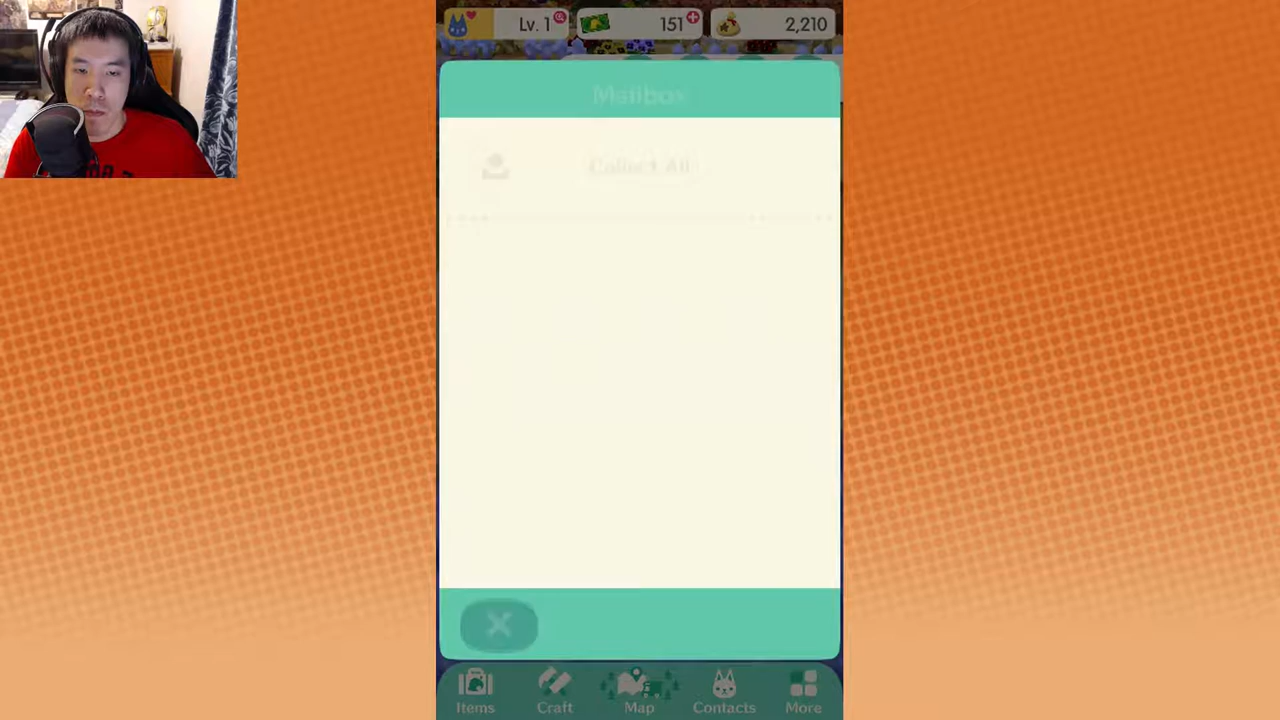 Lv. 1
151
2,210
Mailbox
Collect All
Items
Craft
Map
Contacts
More